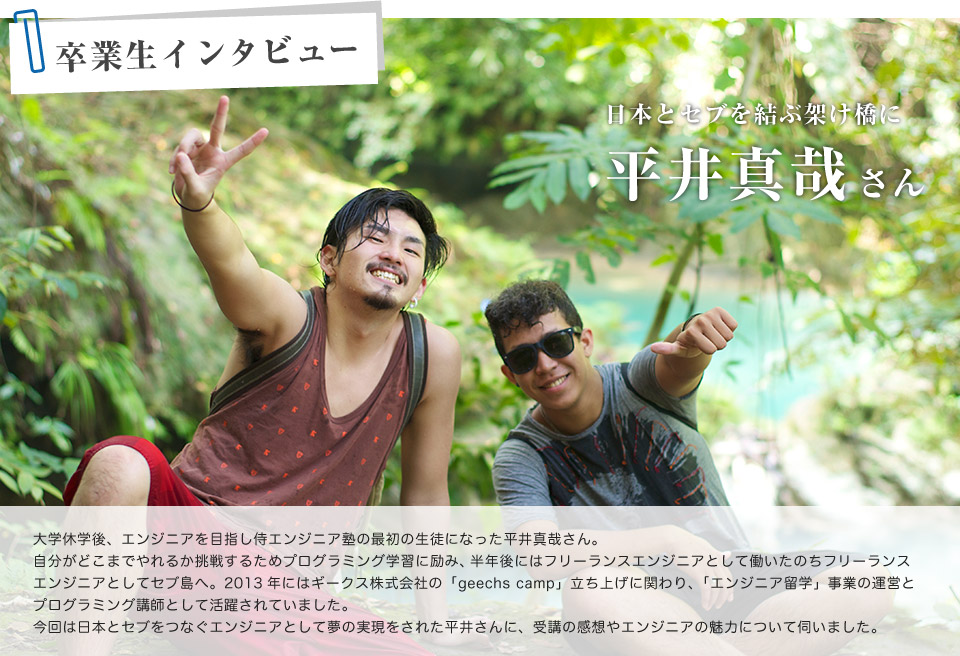 卒業生インタビュー
日本とセブを結ぶ架け橋に
平井真哉さん
大学休学後、エンジニアを目指し侍エンジニア塾の最初の生徒になった平井真哉さん。
自分がどこまでやれるか挑戦するためプログラミング学習に励み、半年後にはフリーランスエンジニアとして働いたのちフリーランス
エンジニアとしてセブ島へ。2013年にはギークス株式会社の「geechs camp」立ち上げに関わり、「エンジニア留学」事業の運営と
プログラミング講師として活躍されていました。
今回は日本とセブをつなぐエンジニアとして夢の実現をされた平井さんに、受講の感想やエンジニアの魅力について伺いました。